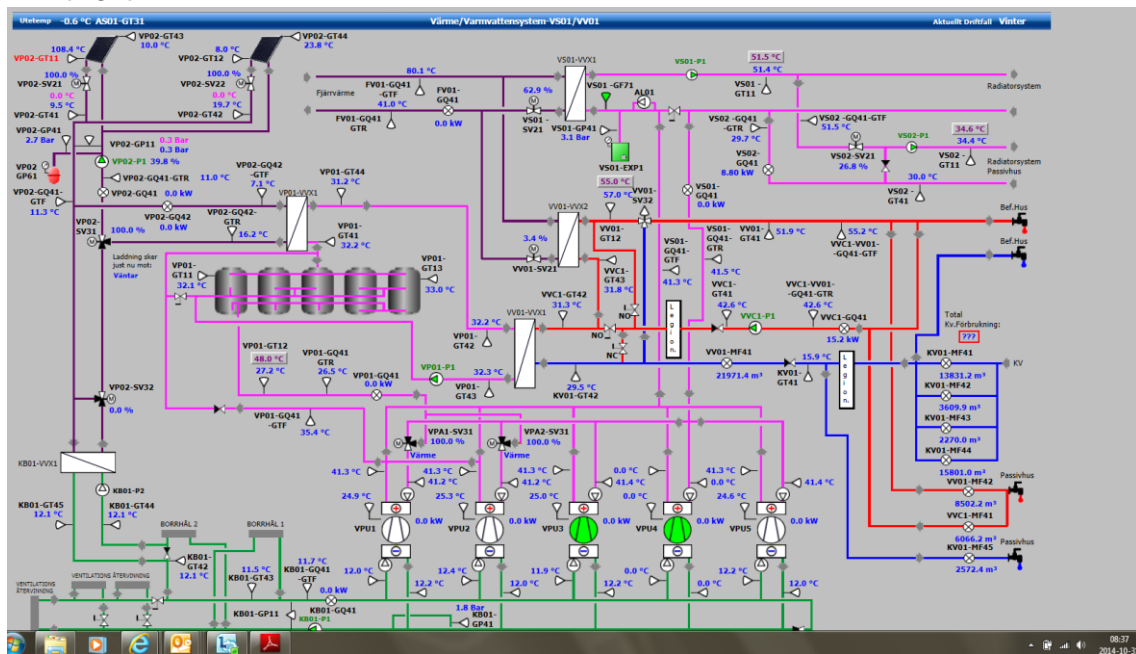 Utetemp -0.6 °C AS01-GT31 Värme/Varmvattensystem-VS01/VV01 Aktuellt Driftfall Vinter
108.4 °C VP02-GT43 10.0 °C 8.0 °C VP02-GT44 23.8 °C
VP02-GT11 VP02-GT12
100.0 % VP02-SV21 0.0 °C 9.5 °C VP02-GT41
100.0 % VP02-SV22 0.0 °C 19.7 °C VP02-GT42
VP02-GP41 2.7 Bar
VP02-GP11 0.3 Bar 0.3 Bar
VP02 GP61
VP02-P1 39.8 %
VP02-GQ41-GTR 11.0 °C
VP02-GQ41-GTF 11.3 °C
VP02-GQ41 0.0 kW
VP02-GQ42 0.0 kW
VP02-GQ42-GTF 7.1 °C
VP02-GQ42-GTR 16.2 °C
VP02-SV31 100.0 %
Laddning sker just nu mot: Väntar
VP01-VVX1
VP01-GT44 31.2 °C
VP01-GT41 32.2 °C
Fjärrvärme
80.1 °C
FV01-GQ41-GTF
41.0 °C
FV01-GQ41 GTR
FV01-GQ41 0.0 kW
62.9 % VS01-SV21
VS01-VVX1
VS01-GP41 3.1 Bar
VS01 -GF71
AL01
VS01-EXP1
VS01-P1
51.5 °C
51.4 °C
VS01-GT11
Radiatorsystem
VS02 -GQ41-GTR 29.7 °C
VS02 -GQ41-GTF 51.5 °C
VS02-GQ41 8.80 kW
VS02-SV21 26.8 %
VS02-P1
34.6 °C
34.4 °C
VS02 -GT11
Radiatorsystem Passivhus
30.0 °C
VS02 -GT41
VS01-GQ41 0.0 kW
55.0 °C
57.0 °C
VV01-SV32
VV01-VVX2
VV01-GT12
3.4 %
VV01-SV21
VVC1-GT43 31.8 °C
VS01-GQ41-GTF 41.3 °C
VS01-GQ41-GTR 41.5 °C
VV01-GT41 51.9 °C
55.2 °C VVC1-VV01-GQ41-GTF
Bef.Hus
Bef.Hus
VP01-GT11 32.1 °C
VP01-GT13 33.0 °C
VVC1-GT42 31.3 °C
VV01-VVX1
32.2 °C VP01-GT42
NO
NO
NC
Legion.
VVC1-GT41 42.6 °C
VVC1-P1
VVC1-VV01-GQ41-GTR 42.6 °C
VVC1-GQ41 15.2 kW
Total Kv.Förbrukning:
???
VP01-GT12
48.0 °C
27.2 °C
VP01-GQ41 GTR 26.5 °C
VP01-GQ41 0.0 kW
VP01-P1
32.3 °C VP01-GT43
29.5 °C KV01-GT42
VV01-MF41 21971.4 m³
15.9 °C KV01-GT41
Legion.
KV
KV01-MF41
13831.2 m³
KV01-MF42
3609.9 m³
KV01-MF43
2270.0 m³
KV01-MF44
15801.0 m³
VV01-MF42 Passivhus
8502.2 m³
VVC1-MF41
6066.2 m³
KV01-MF45 Passivhus
2572.4 m³
VP02-SV32
0.0 %
VP01-GQ41-GTF 35.4 °C
VPA1-SV31 100.0 % Värme
VPA2-SV31 100.0 % Värme
41.3 °C 41.3 °C 41.3 °C 0.0 °C 41.3 °C
41.2 °C 41.2 °C 41.4 °C 0.0 °C 41.4 °C
24.9 °C 25.3 °C 25.0 °C 0.0 °C 24.6 °C
VPU1 0.0 kW VPU2 0.0 kW VPU3 0.0 kW VPU4 0.0 kW VPU5 0.0 kW
12.0 °C 12.4 °C 11.9 °C 0.0 °C 12.2 °C
12.2 °C 12.0 °C 12.2 °C 0.0 °C 12.0 °C
KB01-VVX1
KB01-P2
KB01-GT45 12.1 °C
KB01-GT44 12.1 °C
BORRHÅL 2 BORRHÅL 1
KB01-GT42 12.1 °C
11.5 °C KB01-GT43
11.7 °C KB01-GQ41-GTF
VENTILATIONS ÅTERVINNING
VENTILATIONS ÅTERVINNING
0.0 kW
KB01-GP11
KB01-GQ41
KB01-P1
1.8 Bar KB01-GP41
08:37